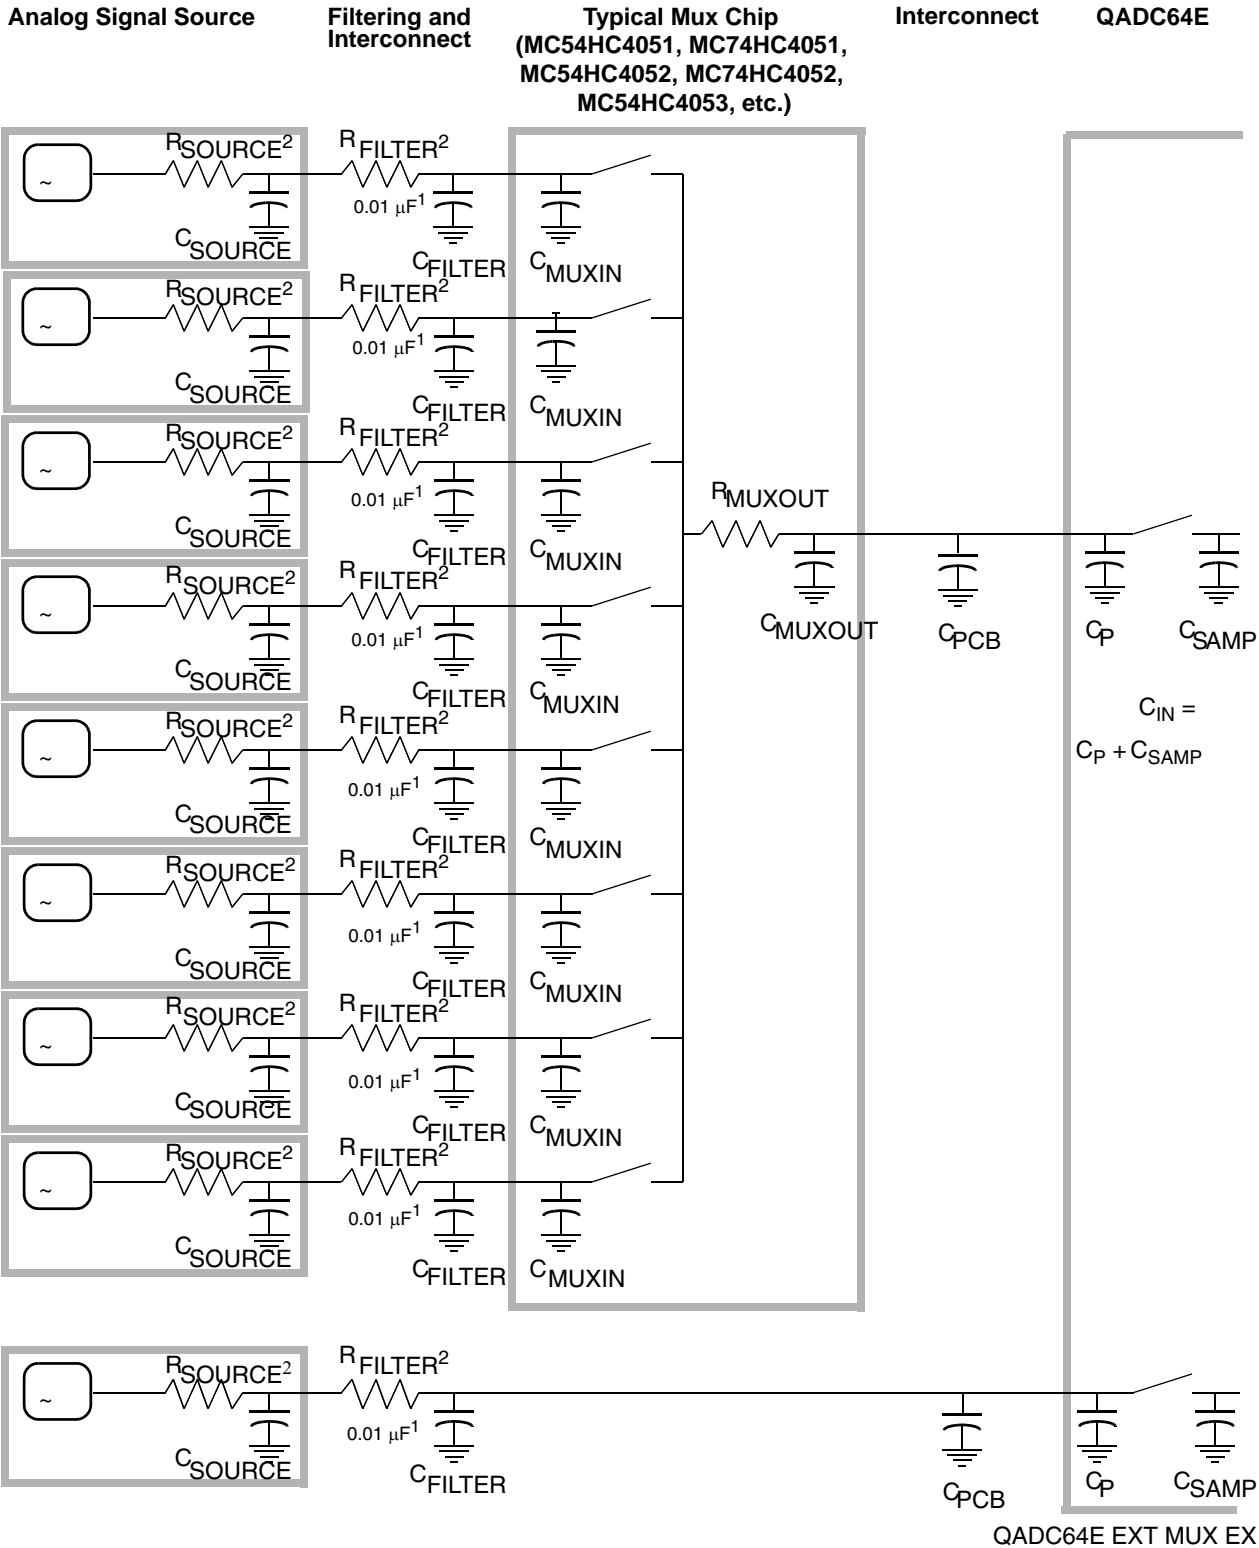 Analog Signal Source
Filtering and
Interconnect
Typical Mux Chip
(MC54HC4051, MC74HC4051,
MC54HC4052, MC74HC4052,
MC54HC4053, etc.)
Interconnect
QADC64E
~
RSOURCE2
CSOURCE
RFILTER2
0.01 μF1
CFILTER
CMUXIN
~
RSOURCE2
CSOURCE
RFILTER2
0.01 μF1
CFILTER
CMUXIN
~
RSOURCE2
CSOURCE
RFILTER2
0.01 μF1
CFILTER
CMUXIN
~
RSOURCE2
CSOURCE
RFILTER2
0.01 μF1
CFILTER
CMUXIN
~
RSOURCE2
CSOURCE
RFILTER2
0.01 μF1
CFILTER
CMUXIN
~
RSOURCE2
CSOURCE
RFILTER2
0.01 μF1
CFILTER
CMUXIN
~
RSOURCE2
CSOURCE
RFILTER2
0.01 μF1
CFILTER
CMUXIN
~
RSOURCE2
CSOURCE
RFILTER2
0.01 μF1
CFILTER
CMUXIN
RMUXOUT
CMUXOUT
CPCB
CP
CSAMP
CIN =
CP + CSAMP
~
RSOURCE2
CSOURCE
RFILTER2
0.01 μF1
CFILTER
CPCB
CP
CSAMP
QADC64E EXT MUX EX